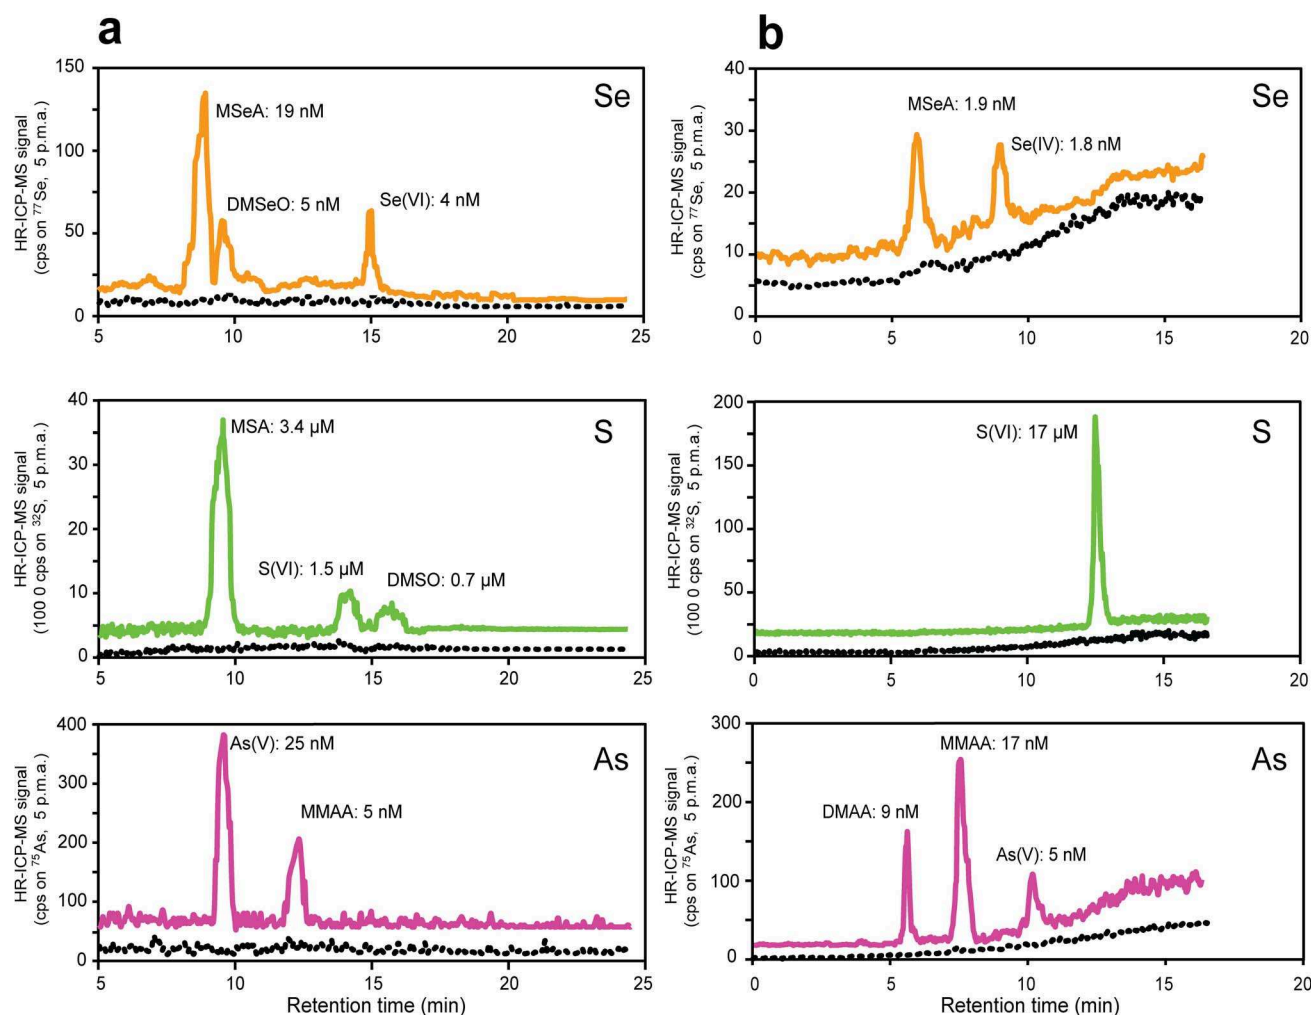 a
b
HR-ICP-MS signal
(cps on ⁷⁷Se, 5 p.m.a.)
150
100
50
0
Se
MSeA: 19 nM
DMSeO: 5 nM
Se(VI): 4 nM
5
10
15
20
25
HR-ICP-MS signal
(cps on ⁷⁷Se, 5 p.m.a.)
40
30
20
10
0
Se
MSeA: 1.9 nM
Se(IV): 1.8 nM
0
5
10
15
20
HR-ICP-MS signal
(100 0 cps on ³²S, 5 p.m.a.)
40
30
20
10
0
S
MSA: 3.4 µM
S(VI): 1.5 µM
DMSO: 0.7 µM
5
10
15
20
25
HR-ICP-MS signal
(100 0 cps on ³²S, 5 p.m.a.)
200
150
100
50
0
S
S(VI): 17 µM
0
5
10
15
20
HR-ICP-MS signal
(cps on ⁷⁵As, 5 p.m.a.)
400
300
200
100
0
As
As(V): 25 nM
MMAA: 5 nM
5
10
15
20
25
Retention time (min)
HR-ICP-MS signal
(cps on ⁷⁵As, 5 p.m.a.)
300
200
100
0
As
MMAA: 17 nM
DMAA: 9 nM
As(V): 5 nM
0
5
10
15
20
Retention time (min)